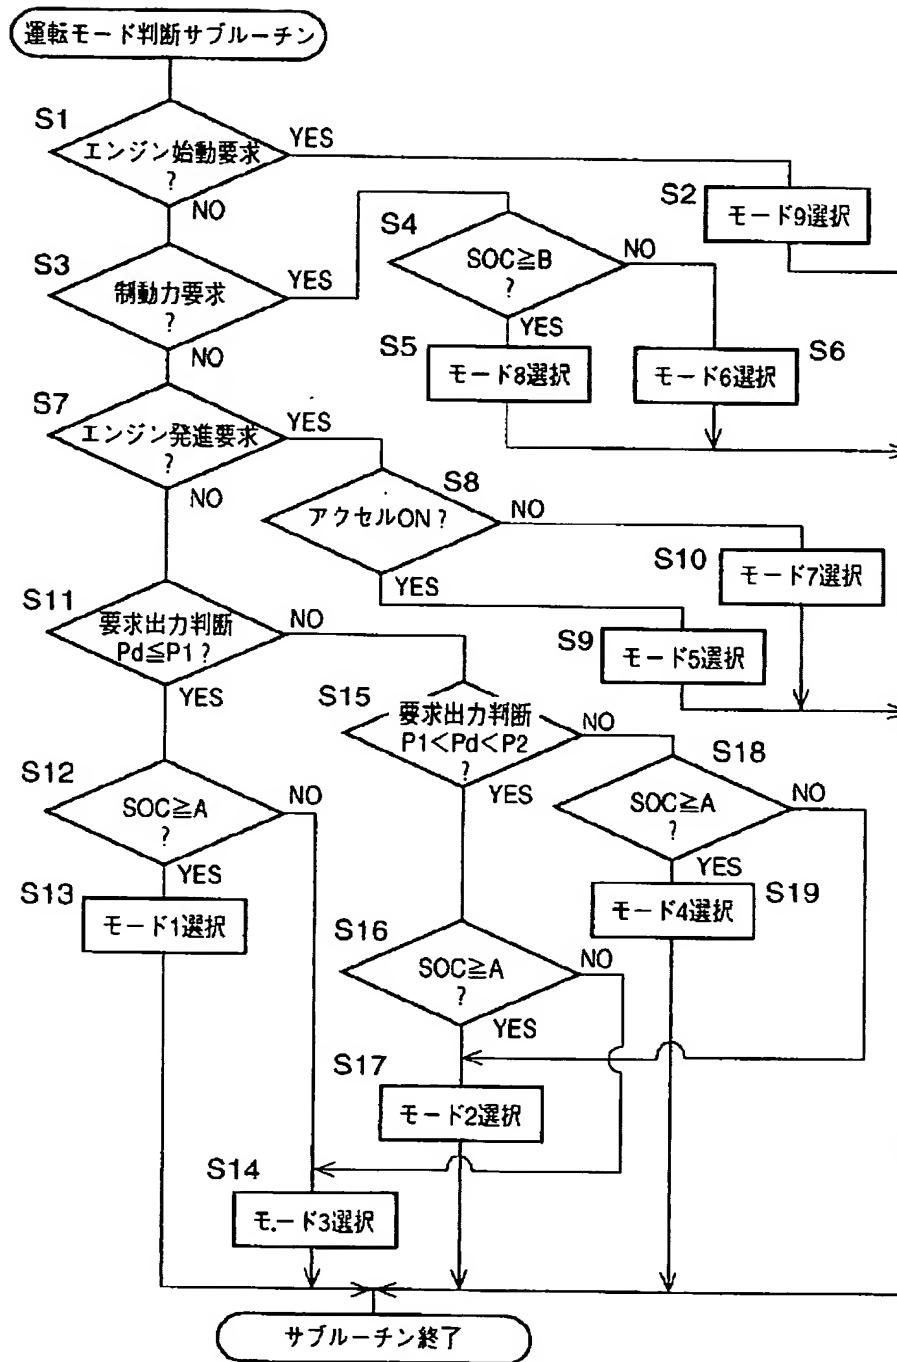 運転モード判断サブルーチン
S1
エンジン始動要求
?
YES
NO
S2
モード9選択
S3
制動力要求
?
YES
NO
S4
SOC≧B
?
NO
YES
S5
モード8選択
S6
モード6選択
S7
エンジン発進要求
?
YES
NO
S8
アクセルON?
NO
YES
S10
モード7選択
S9
モード5選択
S11
要求出力判断
Pd≦P1?
NO
YES
S15
要求出力判断
P1<Pd<P2
?
NO
YES
S12
SOC≧A
?
NO
YES
S18
SOC≧A
?
NO
YES
S13
モード1選択
S19
モード4選択
S16
SOC≧A
?
NO
YES
S17
モード2選択
S14
モード3選択
サブルーチン終了